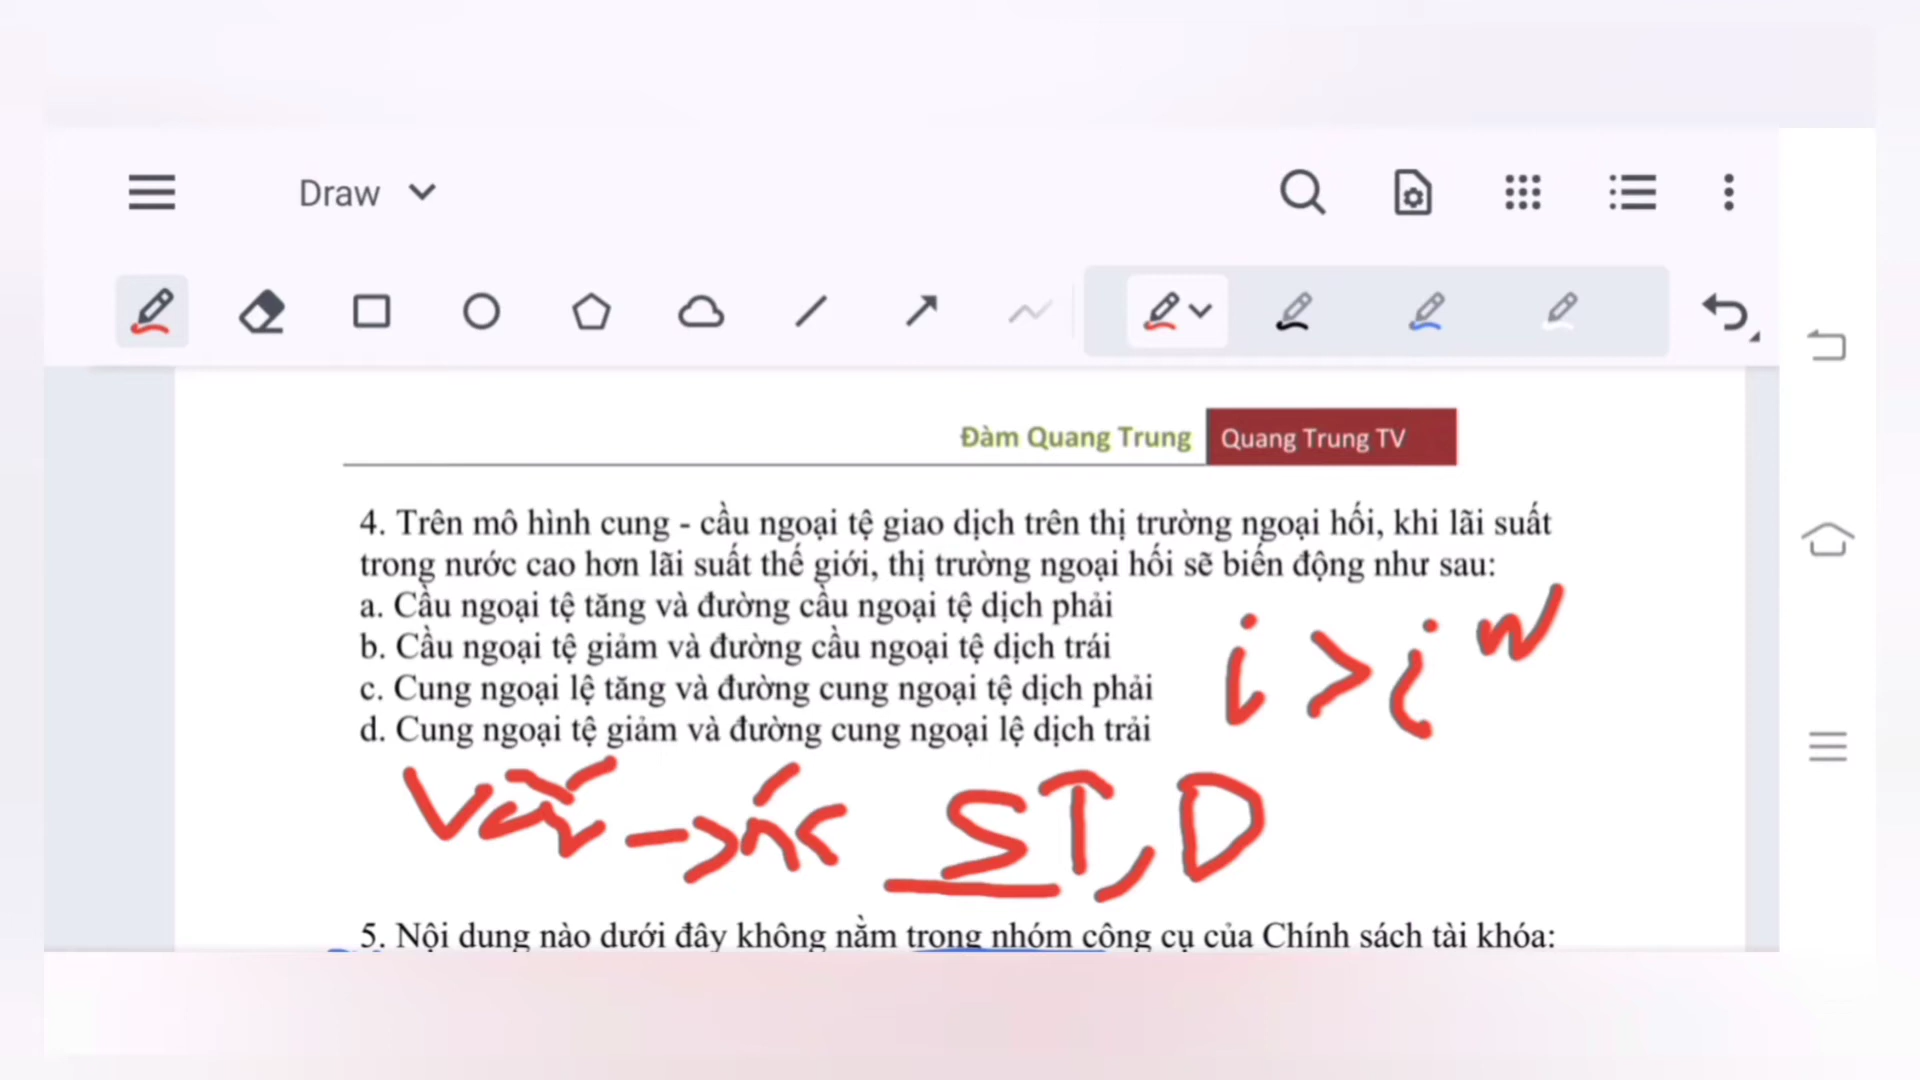 Draw
Đàm Quang Trung Quang Trung TV
4. Trên mô hình cung - cầu ngoại tệ giao dịch trên thị trường ngoại hối, khi lãi suất
trong nước cao hơn lãi suất thế giới, thị trường ngoại hối sẽ biến động như sau:
a. Cầu ngoại tệ tăng và đường cầu ngoại tệ dịch phải
b. Cầu ngoại tệ giảm và đường cầu ngoại tệ dịch trái
c. Cung ngoại lệ tăng và đường cung ngoại tệ dịch phải
d. Cung ngoại tệ giảm và đường cung ngoại lệ dịch trải
i > i w
S↑, D
5. Nội dung nào dưới đây không nằm trong nhóm công cụ của Chính sách tài khóa: